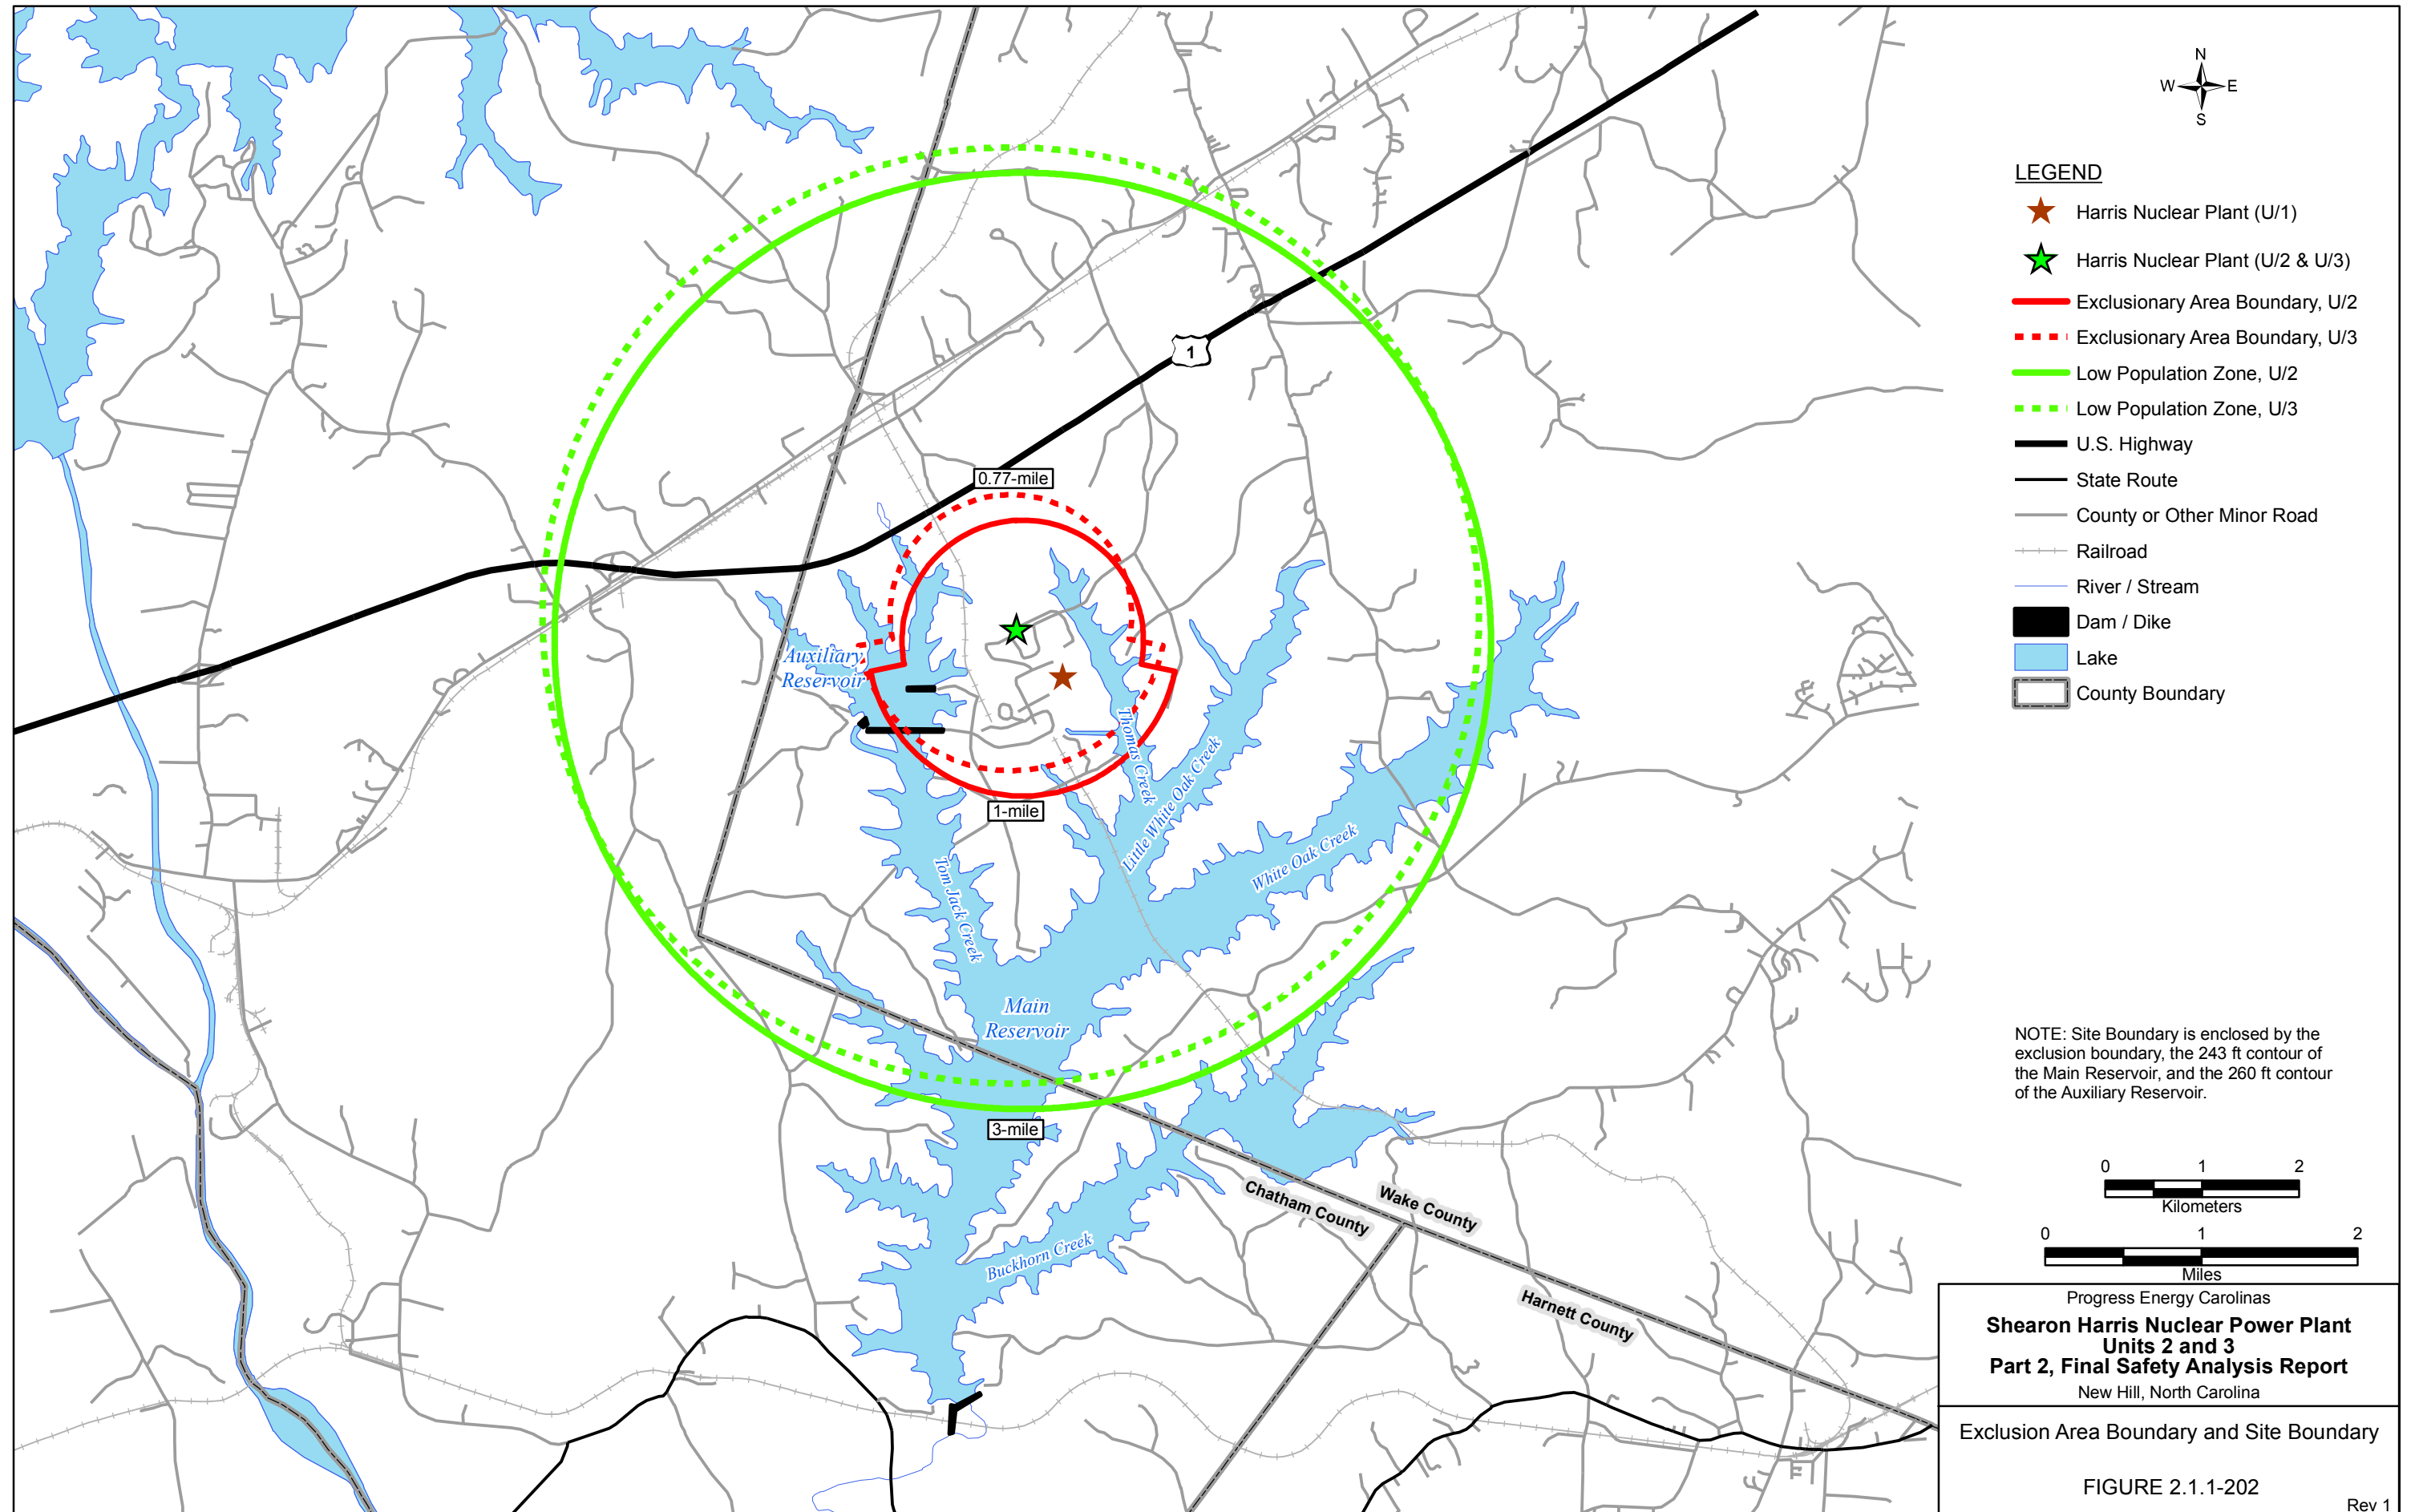 N
W E
S
LEGEND
Harris Nuclear Plant (U/1)
Harris Nuclear Plant (U/2 & U/3)
Exclusionary Area Boundary, U/2
Exclusionary Area Boundary, U/3
Low Population Zone, U/2
Low Population Zone, U/3
U.S. Highway
State Route
County or Other Minor Road
Railroad
River / Stream
Dam / Dike
Lake
County Boundary
1
0.77-mile
Auxiliary
Reservoir
Thomas Creek
Little White Oak Creek
1-mile
White Oak Creek
Tom Jack Creek
Main
Reservoir
3-mile
Chatham County
Wake County
Buckhorn Creek
Harnett County
NOTE: Site Boundary is enclosed by the
exclusion boundary, the 243 ft contour of
the Main Reservoir, and the 260 ft contour
of the Auxiliary Reservoir.
0 1 2
Kilometers
0 1 2
Miles
Progress Energy Carolinas
Shearon Harris Nuclear Power Plant
Units 2 and 3
Part 2, Final Safety Analysis Report
New Hill, North Carolina
Exclusion Area Boundary and Site Boundary
FIGURE 2.1.1-202
Rev 1